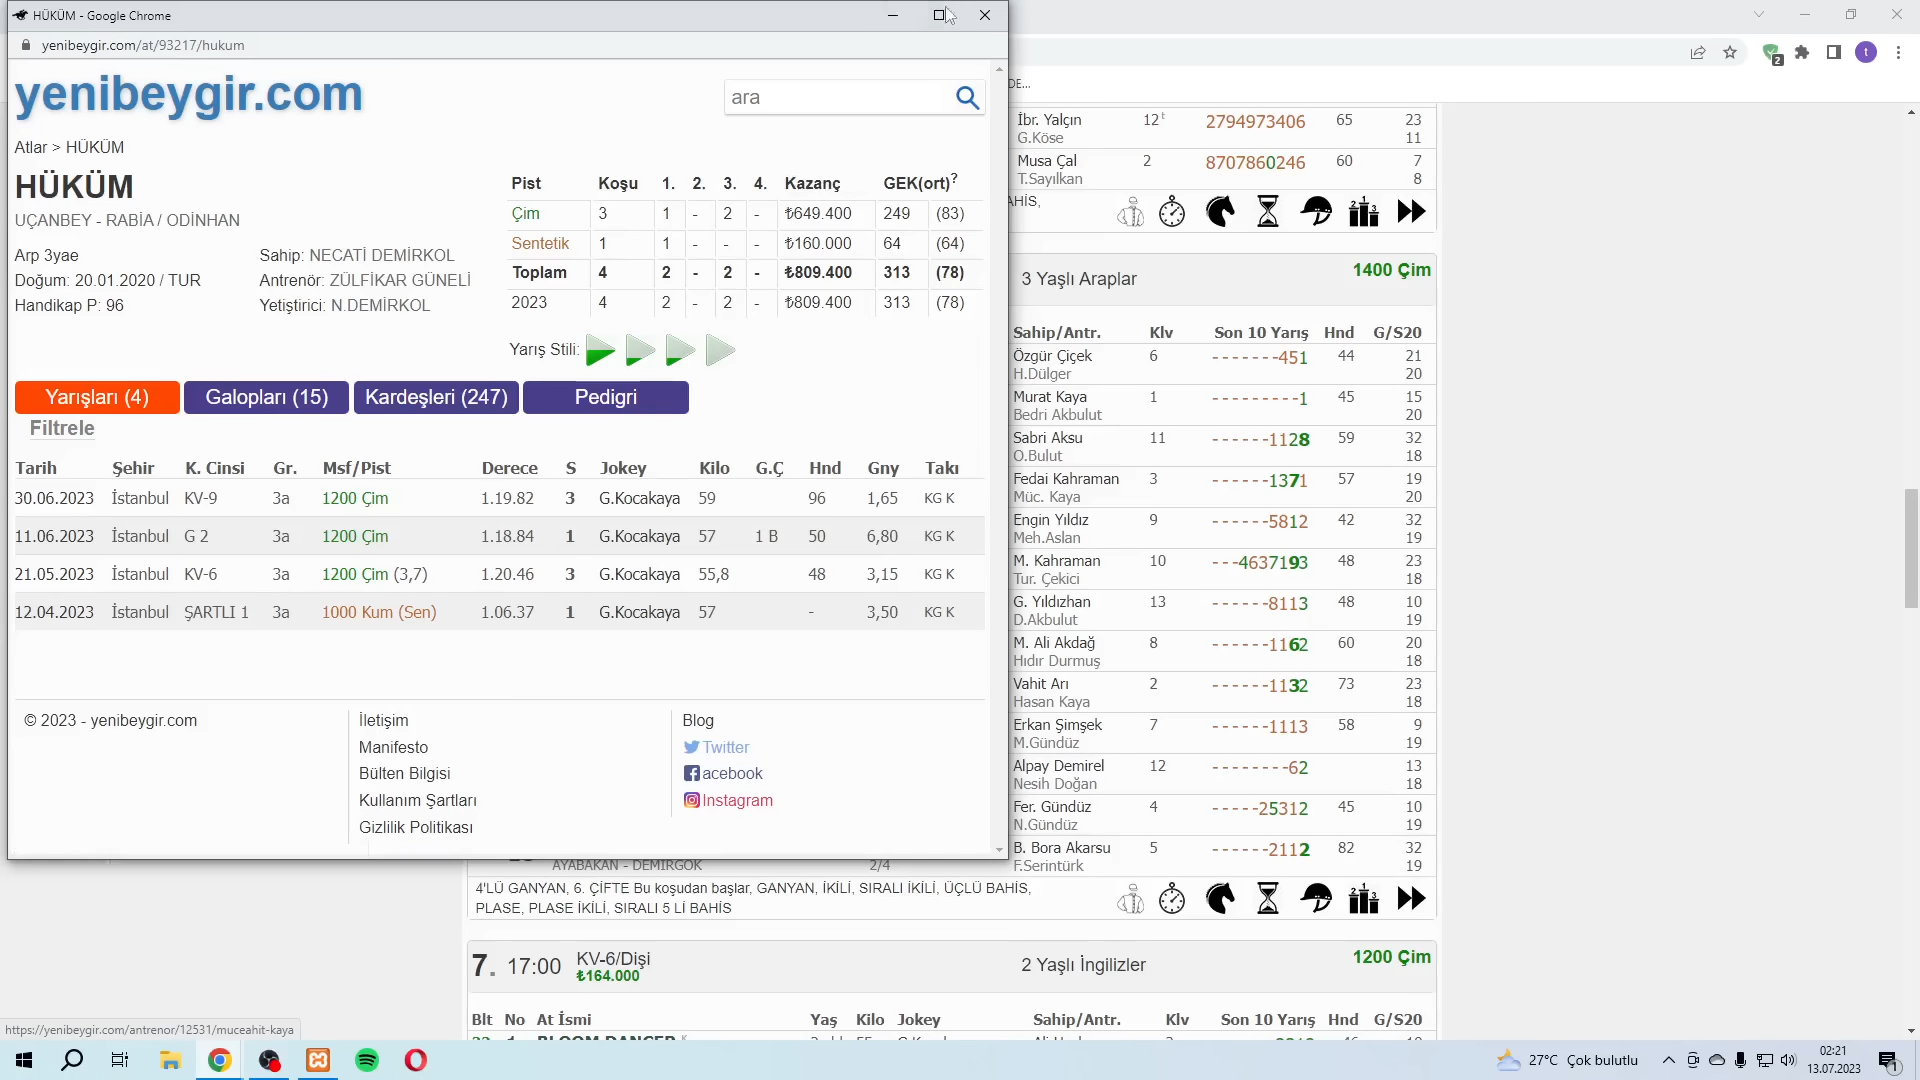 HÜKÜM - Google Chrome
yenibeygir.com/at/93217/hukum
yenibeygir.com
ara
Atlar > HÜKÜM
HÜKÜM
UÇANBEY - RABİA / ODİNHAN
Arp 3yae
Doğum: 20.01.2020 / TUR
Handikap P: 96
Sahip: NECATİ DEMİRKOL
Antrenör: ZÜLFİKAR GÜNELİ
Yetiştirici: N.DEMİRKOL
Pist Koşu 1. 2. 3. 4. Kazanç GEK(ort)?
Çim 3 1 - 2 - ₺649.400 249 (83)
Sentetik 1 1 - - - ₺160.000 64 (64)
Toplam 4 2 - 2 - ₺809.400 313 (78)
2023 4 2 - 2 - ₺809.400 313 (78)
Yarış Stili:
Yarışları (4) Galopları (15) Kardeşleri (247) Pedigri
Filtrele
Tarih Şehir K. Cinsi Gr. Msf/Pist Derece S Jokey Kilo G.Ç Hnd Gny Takı
30.06.2023 İstanbul KV-9 3a 1200 Çim 1.19.82 3 G.Kocakaya 59 96 1,65 KG K
11.06.2023 İstanbul G 2 3a 1200 Çim 1.18.84 1 G.Kocakaya 57 1 B 50 6,80 KG K
21.05.2023 İstanbul KV-6 3a 1200 Çim (3,7) 1.20.46 3 G.Kocakaya 55,8 48 3,15 KG K
12.04.2023 İstanbul ŞARTLI 1 3a 1000 Kum (Sen) 1.06.37 1 G.Kocakaya 57 - 3,50 KG K
© 2023 - yenibeygir.com
İletişim
Manifesto
Bülten Bilgisi
Kullanım Şartları
Gizlilik Politikası
Blog
Twitter
acebook
Instagram
2
t
DE...
İbr. Yalçın 12 t 2794973406 65 23
G.Köse 11
Musa Çal 2 8707860246 60 7
T.Sayılkan 8
AHİS,
3 Yaşlı Araplar 1400 Çim
Sahip/Antr. Klv Son 10 Yarış Hnd G/S20
Özgür Çiçek 6 -------451 44 21
H.Dülger 20
Murat Kaya 1 ---------1 45 15
Bedri Akbulut 20
Sabri Aksu 11 ------1128 59 32
O.Bulut 18
Fedai Kahraman 3 ------1371 57 19
Müc. Kaya 20
Engin Yıldız 9 ------5812 42 32
Meh.Aslan 19
M. Kahraman 10 ---4637193 48 23
Tur. Çekici 18
G. Yıldızhan 13 ------8113 48 10
D.Akbulut 19
M. Ali Akdağ 8 ------1162 60 20
Hıdır Durmuş 18
Vahit Arı 2 ------1132 73 23
Hasan Kaya 18
Erkan Şimşek 7 ------1113 58 9
M.Gündüz 19
Alpay Demirel 12 --------62 13
Nesih Doğan 18
Fer. Gündüz 4 -----25312 45 10
N.Gündüz 19
B. Bora Akarsu 5 ------2112 82 32
F.Serintürk 19
AYABAKAN - DEMİRGÖK 2/4
4'LÜ GANYAN, 6. ÇİFTE Bu koşudan başlar, GANYAN, İKİLİ, SIRALI İKİLİ, ÜÇLÜ BAHİS,
PLASE, PLASE İKİLİ, SIRALI 5 Lİ BAHİS
7. 17:00 KV-6/Dişi 2 Yaşlı İngilizler 1200 Çim
₺164.000
Blt No At İsmi Yaş Kilo Jokey Sahip/Antr. Klv Son 10 Yarış Hnd G/S20
https://yenibeygir.com/antrenor/12531/muceahit-kaya
27°C Çok bulutlu
02:21
13.07.2023
1